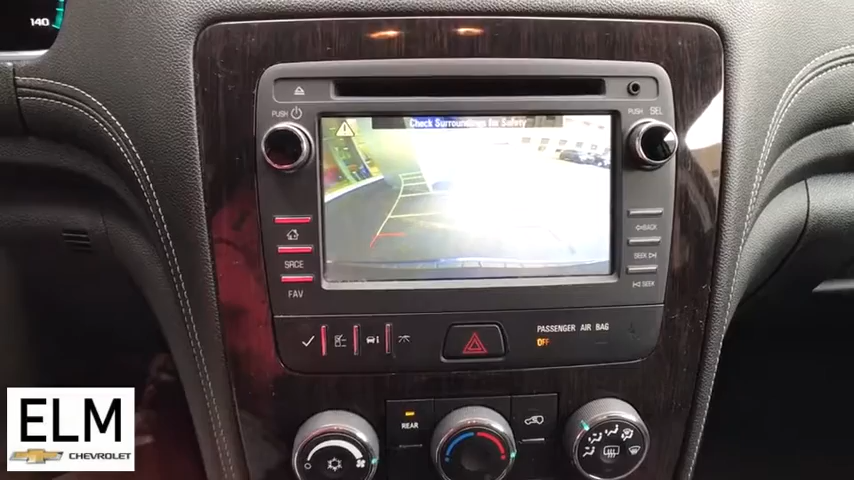 140
PUSH
PUSH SEL
Check Surroundings for Safety
SRCE
FAV
BACK
SEEK
SEEK
PASSENGER AIR BAG
OFF
REAR
ELM
CHEVROLET